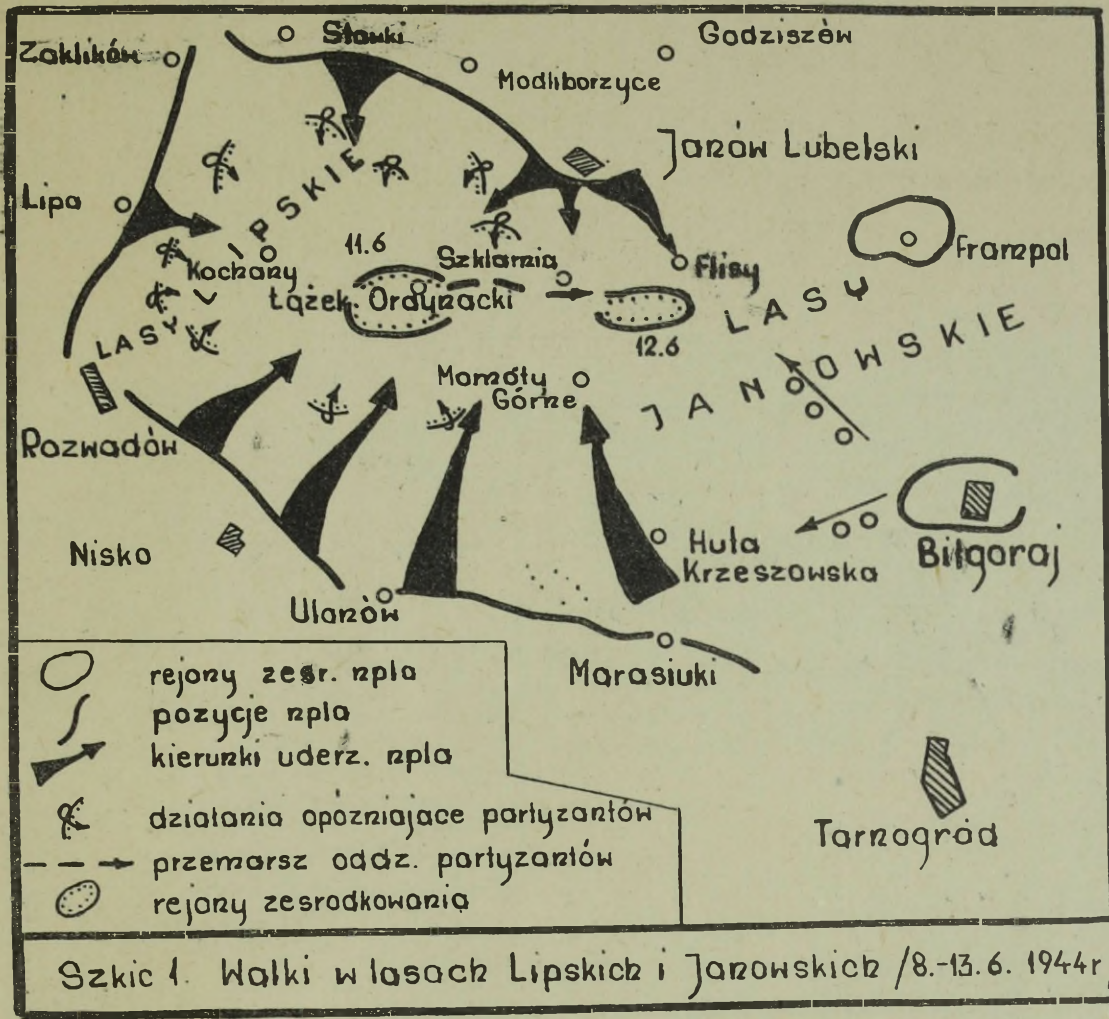 Zaklików
Stauki
Godziszów
Modliborzyce
Janów Lubelski
Lipa
LASY LIPSKIE
Kochany
11.6
Szklarnia
Flisy
Frampol
Łążek Ordynacki
12.6
LASY
JANOWSKIE
Momoty
Górne
Rozwadów
Nisko
Huta
Krzeszowska
Biłgoraj
Ulanów
Marasiuki
Tarnogród
rejony zesr. npla
pozycje npla
kierunki uderz. npla
działania opozniajace partyzantów
przemarsz oddz. partyzantów
rejony zesrodkowania
Szkic 1. Walki w lasach Lipskich i Janowskich /8.-13.6. 1944r